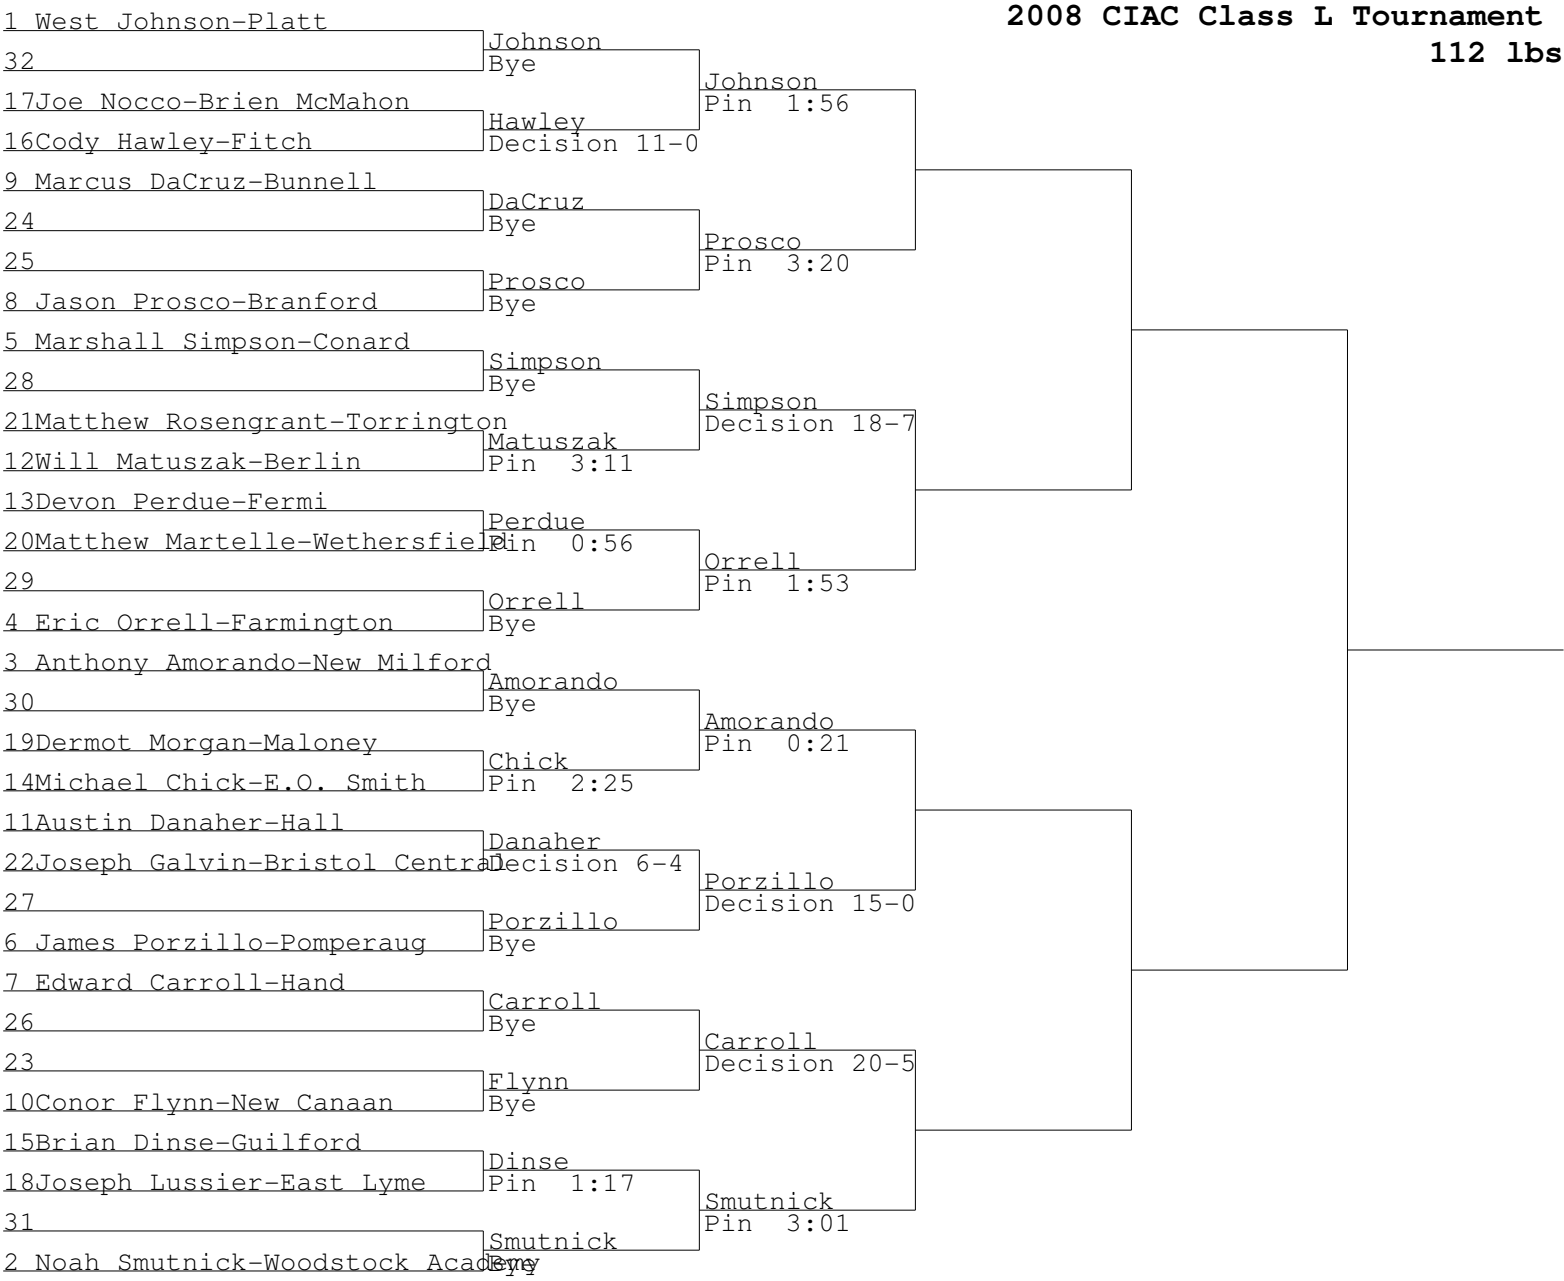 2008 CIAC Class L Tournament
112 lbs
1 West Johnson-Platt
32
17Joe Nocco-Brien McMahon
16Cody Hawley-Fitch
9 Marcus DaCruz-Bunnell
24
25
8 Jason Prosco-Branford
5 Marshall Simpson-Conard
28
21Matthew Rosengrant-Torrington
12Will Matuszak-Berlin
13Devon Perdue-Fermi
20Matthew Martelle-Wethersfield
29
4 Eric Orrell-Farmington
3 Anthony Amorando-New Milford
30
19Dermot Morgan-Maloney
14Michael Chick-E.O. Smith
11Austin Danaher-Hall
22Joseph Galvin-Bristol Central
27
6 James Porzillo-Pomperaug
7 Edward Carroll-Hand
26
23
10Conor Flynn-New Canaan
15Brian Dinse-Guilford
18Joseph Lussier-East Lyme
31
2 Noah Smutnick-Woodstock Academy
Johnson
Bye
Hawley
Decision 11-0
DaCruz
Bye
Prosco
Bye
Simpson
Bye
Matuszak
Pin 3:11
Perdue
Pin 0:56
Orrell
Bye
Amorando
Bye
Chick
Pin 2:25
Danaher
Decision 6-4
Porzillo
Bye
Carroll
Bye
Flynn
Bye
Dinse
Pin 1:17
Smutnick
Bye
Johnson
Pin 1:56
Prosco
Pin 3:20
Simpson
Decision 18-7
Orrell
Pin 1:53
Amorando
Pin 0:21
Porzillo
Decision 15-0
Carroll
Decision 20-5
Smutnick
Pin 3:01